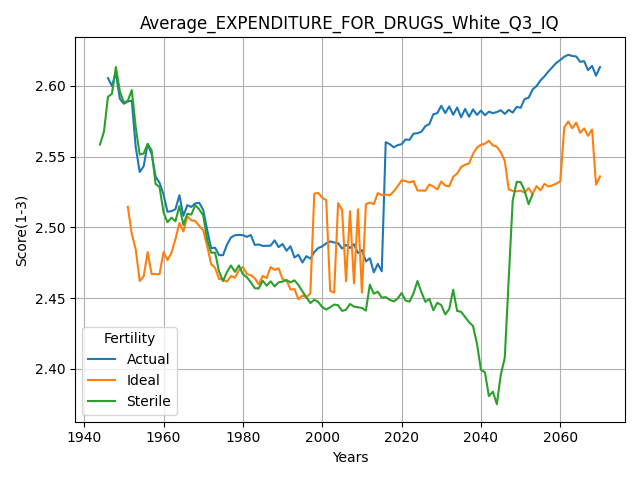 Average_EXPENDITURE_FOR_DRUGS_White_Q3_IQ
2.60
2.55
2.50
2.45
2.40
Score(1-3)
Fertility
Actual
Ideal
Sterile
1940 1960 1980 2000 2020 2040 2060
Years